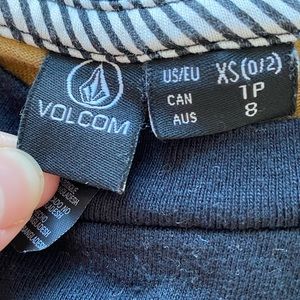 VOLCOM
US/EU XS(0/2)
CAN 1P
AUS 8